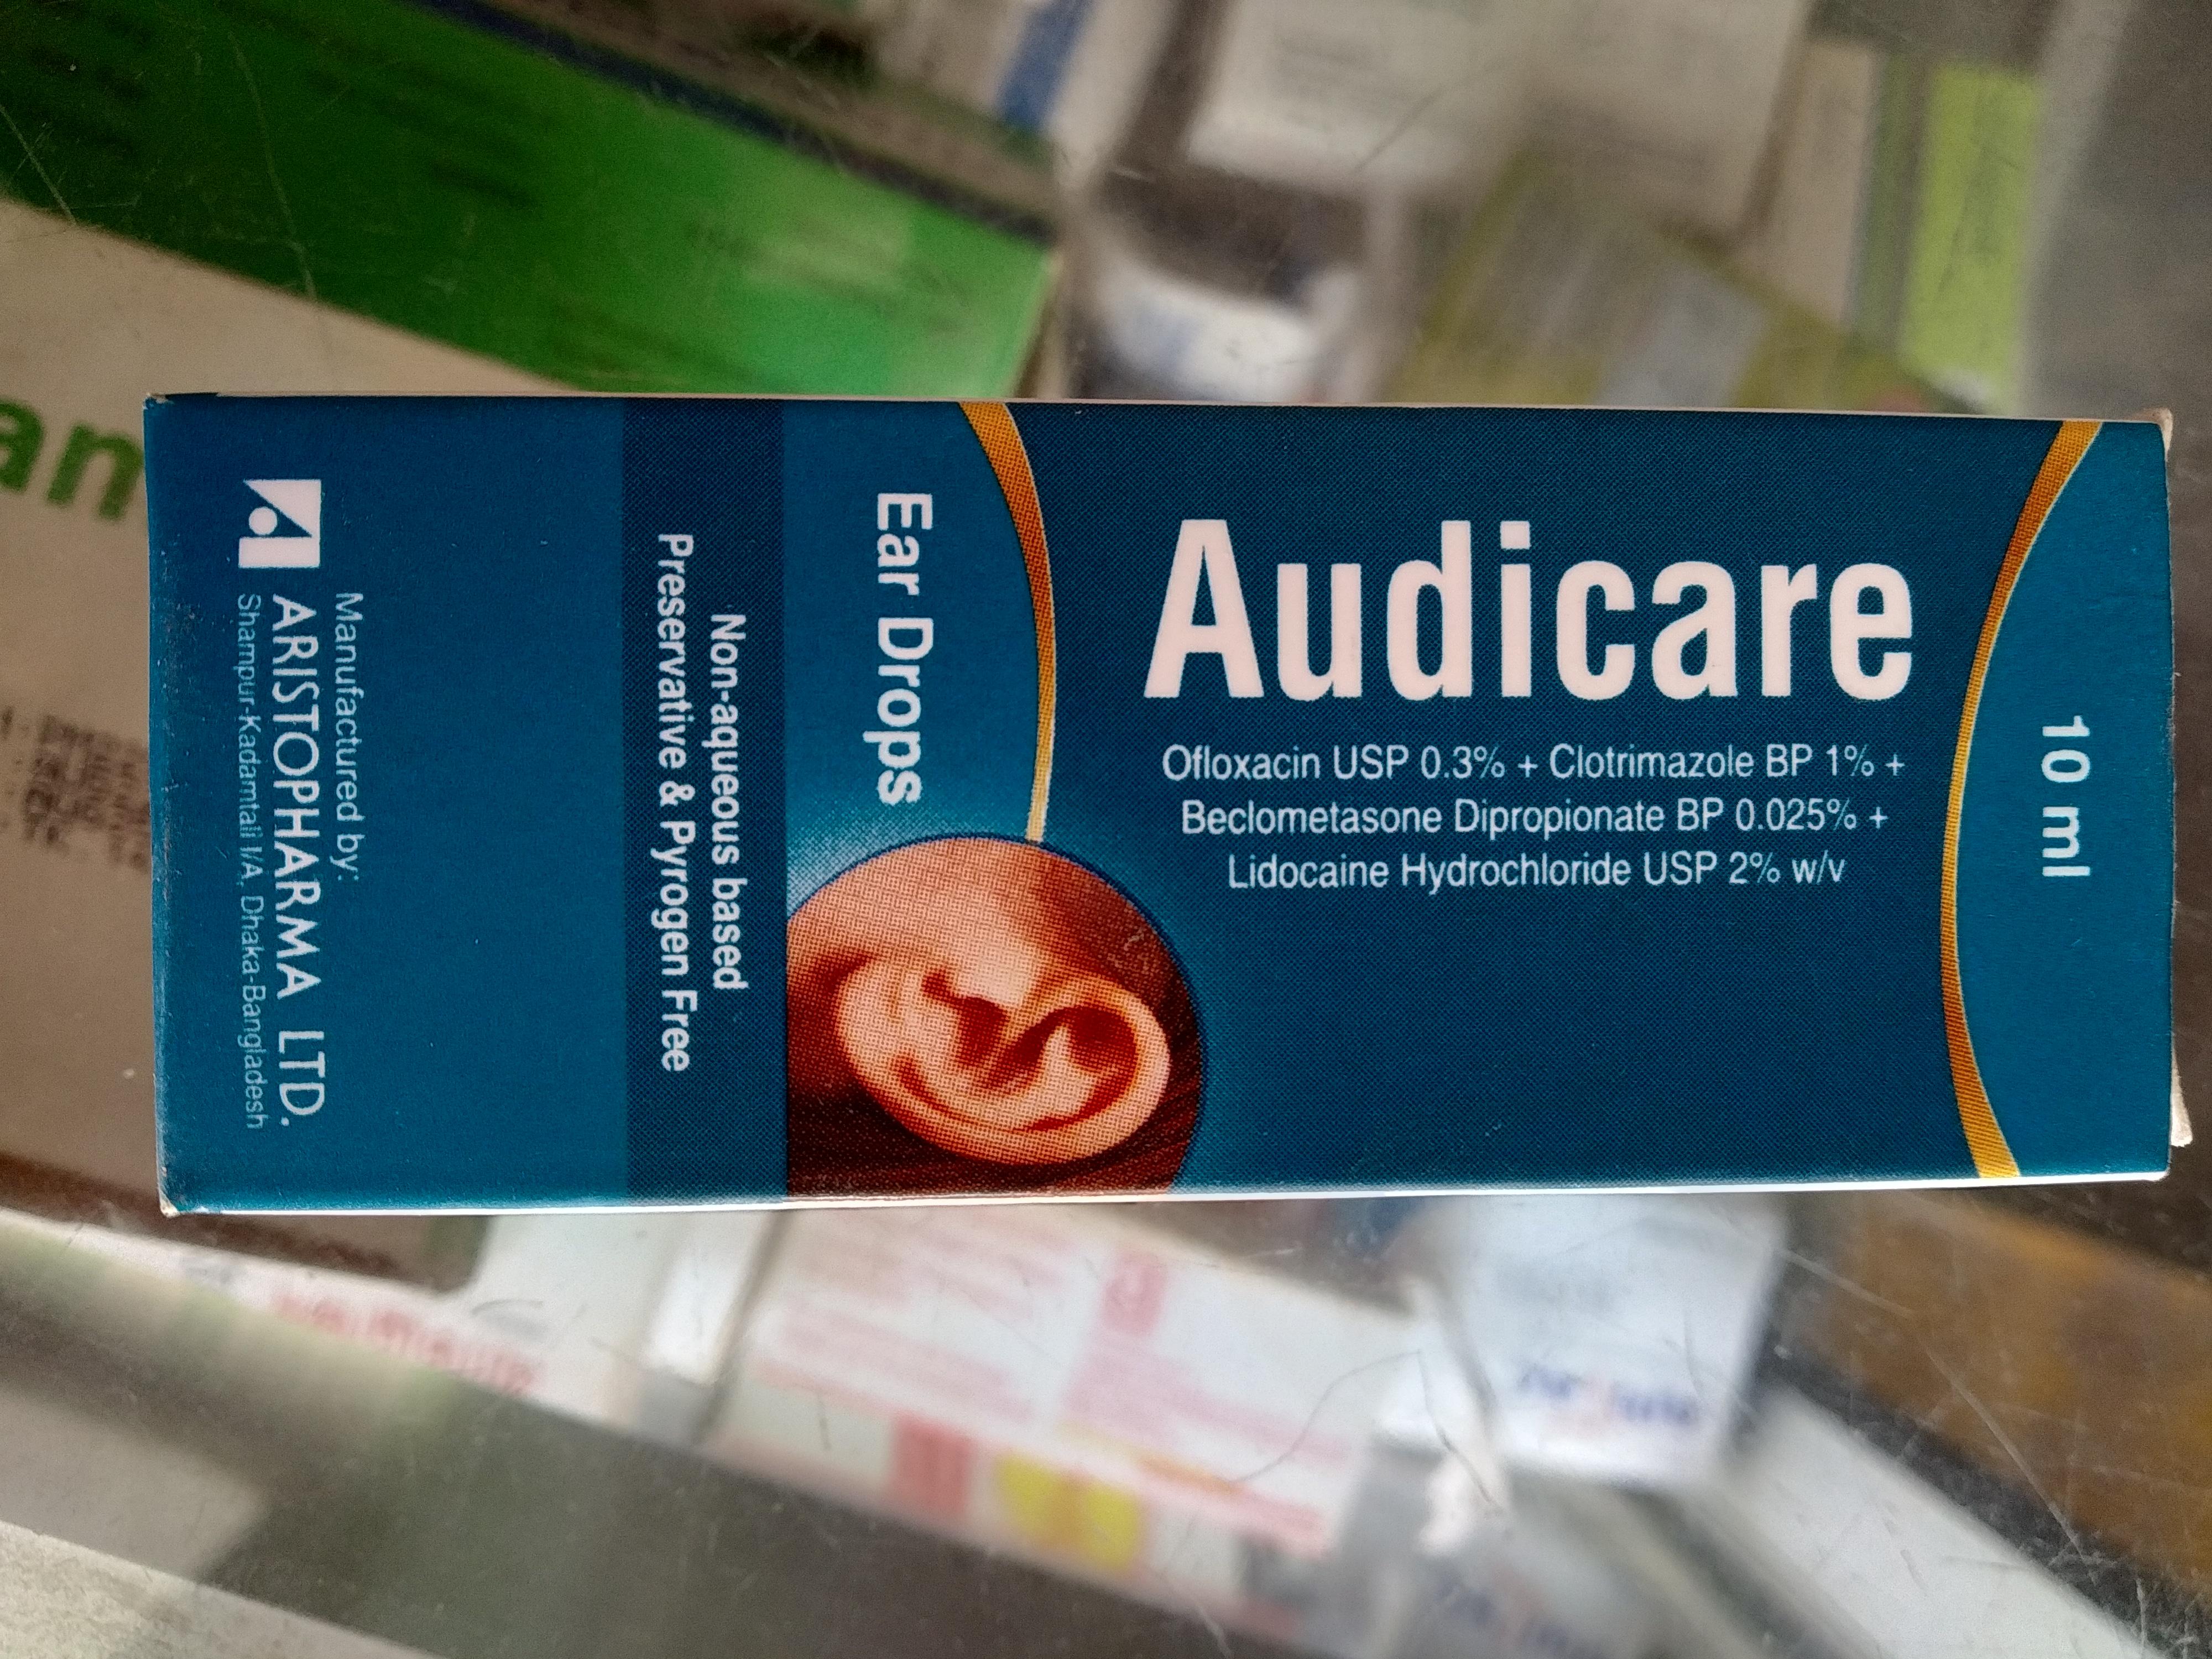 Audicare
Ofloxacin USP 0.3% + Clotrimazole BP 1% +
Beclometasone Dipropionate BP 0.025% +
Lidocaine Hydrochloride USP 2% w/v
10 ml
Ear Drops
Non-aqueous based
Preservative & Pyrogen Free
Manufactured by:
ARISTOPHARMA LTD.
Shampur-Kadamtali I/A, Dhaka-Bangladesh
an